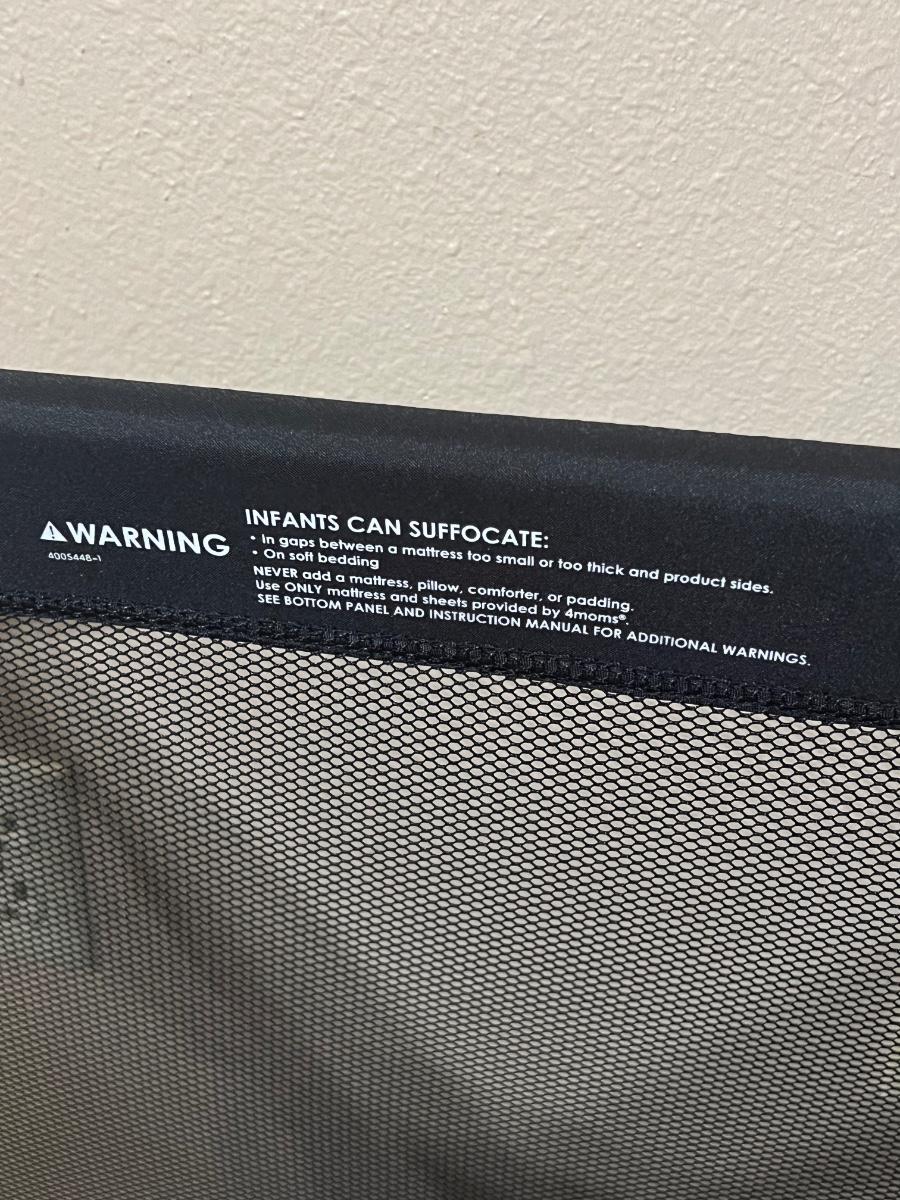 ⚠WARNING
4005448-1
INFANTS CAN SUFFOCATE:
• In gaps between a mattress too small or too thick and product sides.
• On soft bedding
NEVER add a mattress, pillow, comforter, or padding.
Use ONLY mattress and sheets provided by 4moms®.
SEE BOTTOM PANEL AND INSTRUCTION MANUAL FOR ADDITIONAL WARNINGS.